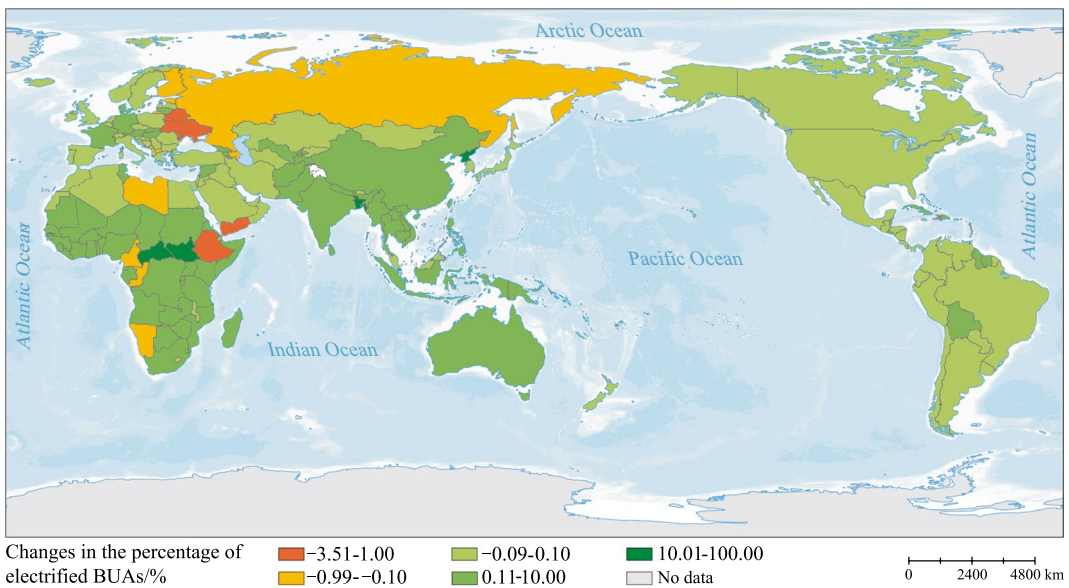 Arctic Ocean
Atlantic Ocean
Atlantic Ocean
Pacific Ocean
Indian Ocean
Changes in the percentage of
electrified BUAs/%
−3.51-1.00
−0.99-−0.10
−0.09-0.10
0.11-10.00
10.01-100.00
No data
0 2400 4800 km